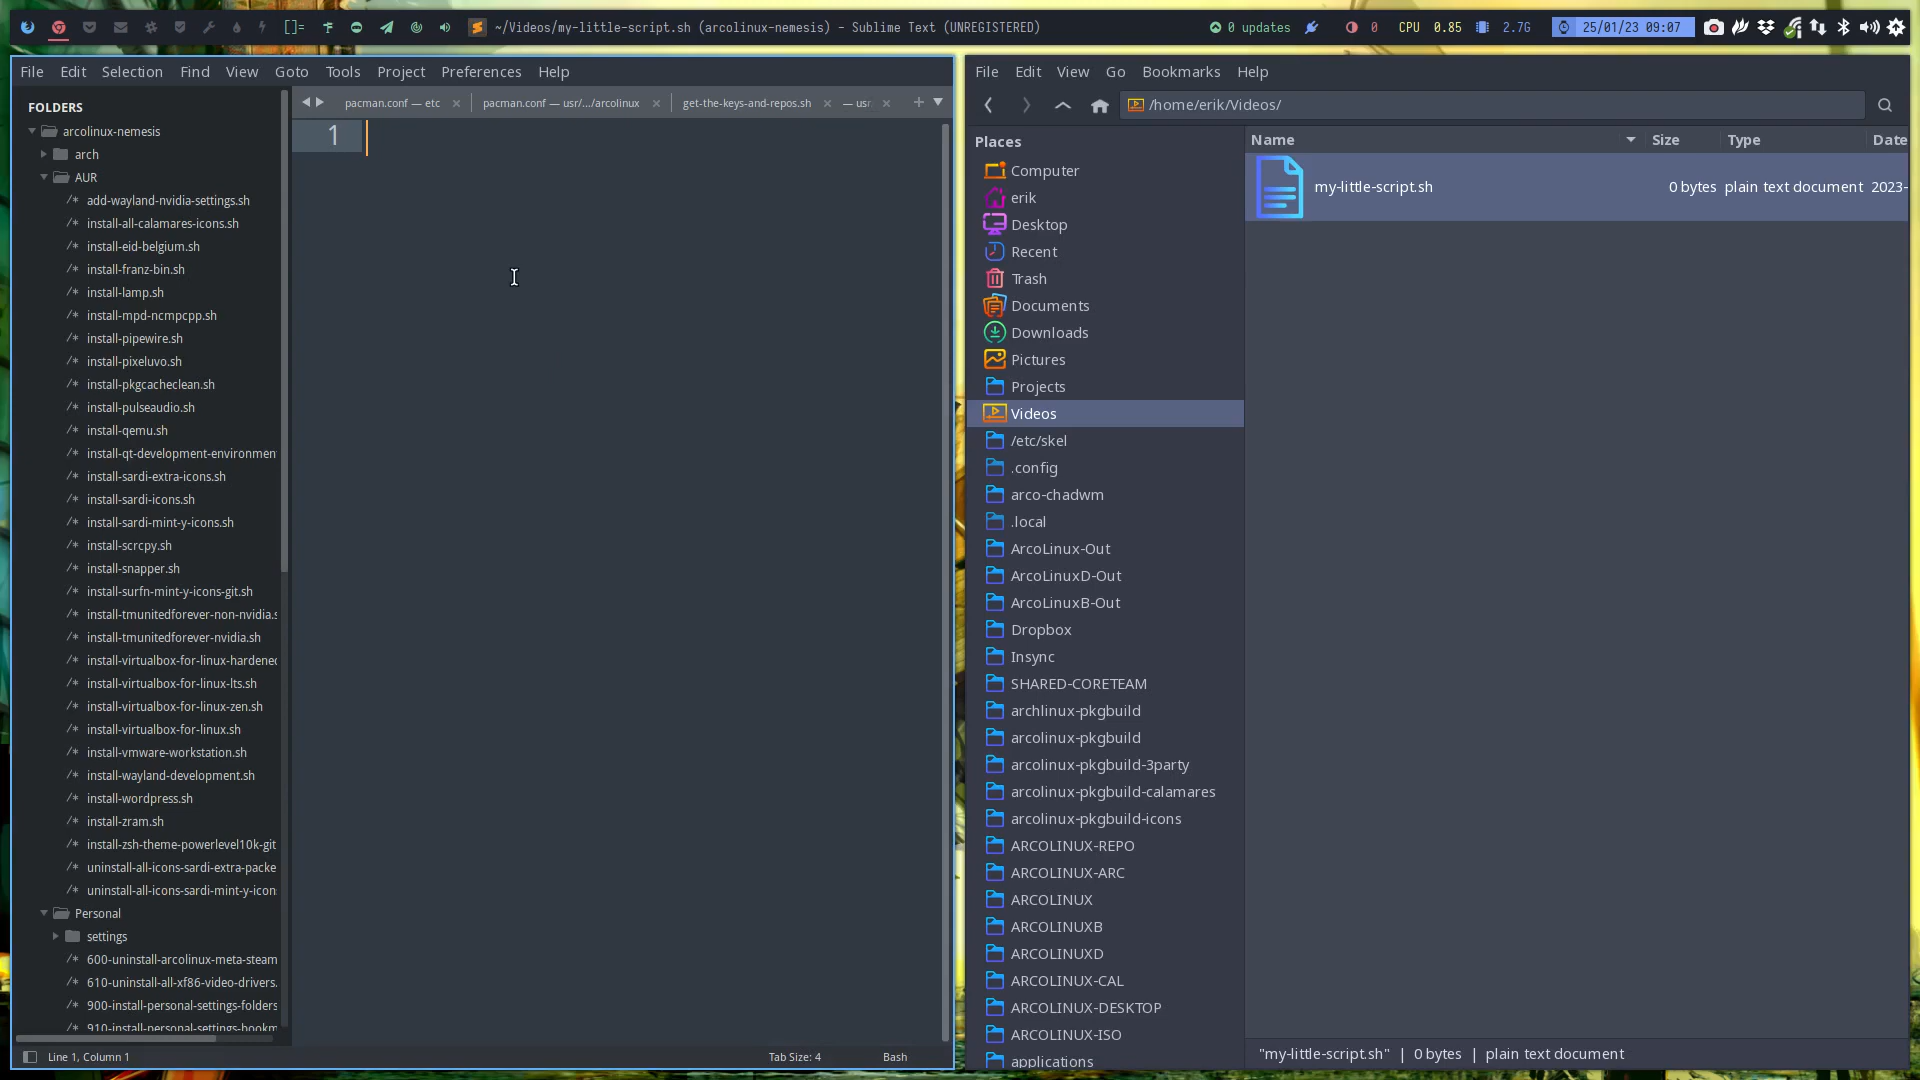 []=
~/Videos/my-little-script.sh (arcolinux-nemesis) – Sublime Text (UNREGISTERED)
0 updates
0
CPU 0.85
2.7G
25/01/23 09:07
File Edit Selection Find View Goto Tools Project Preferences Help
FOLDERS
arcolinux-nemesis
arch
AUR
/* add-wayland-nvidia-settings.sh
/* install-all-calamares-icons.sh
/* install-eid-belgium.sh
/* install-franz-bin.sh
/* install-lamp.sh
/* install-mpd-ncmpcpp.sh
/* install-pipewire.sh
/* install-pixeluvo.sh
/* install-pkgcacheclean.sh
/* install-pulseaudio.sh
/* install-qemu.sh
/* install-qt-development-environmen
/* install-sardi-extra-icons.sh
/* install-sardi-icons.sh
/* install-sardi-mint-y-icons.sh
/* install-scrcpy.sh
/* install-snapper.sh
/* install-surfn-mint-y-icons-git.sh
/* install-tmunitedforever-non-nvidia.s
/* install-tmunitedforever-nvidia.sh
/* install-virtualbox-for-linux-hardened
/* install-virtualbox-for-linux-lts.sh
/* install-virtualbox-for-linux-zen.sh
/* install-virtualbox-for-linux.sh
/* install-vmware-workstation.sh
/* install-wayland-development.sh
/* install-wordpress.sh
/* install-zram.sh
/* install-zsh-theme-powerlevel10k-git
/* uninstall-all-icons-sardi-extra-packe
/* uninstall-all-icons-sardi-mint-y-icon
Personal
settings
/* 600-uninstall-arcolinux-meta-steam
/* 610-uninstall-all-xf86-video-drivers.
/* 900-install-personal-settings-folders
/* 910-install-personal-settings-bookm
pacman.conf — etc
pacman.conf — usr/.../arcolinux
get-the-keys-and-repos.sh
— usr
1
Line 1, Column 1
Tab Size: 4
Bash
File Edit View Go Bookmarks Help
/home/erik/Videos/
Places
Computer
erik
Desktop
Recent
Trash
Documents
Downloads
Pictures
Projects
Videos
/etc/skel
.config
arco-chadwm
.local
ArcoLinux-Out
ArcoLinuxD-Out
ArcoLinuxB-Out
Dropbox
Insync
SHARED-CORETEAM
archlinux-pkgbuild
arcolinux-pkgbuild
arcolinux-pkgbuild-3party
arcolinux-pkgbuild-calamares
arcolinux-pkgbuild-icons
ARCOLINUX-REPO
ARCOLINUX-ARC
ARCOLINUX
ARCOLINUXB
ARCOLINUXD
ARCOLINUX-CAL
ARCOLINUX-DESKTOP
ARCOLINUX-ISO
applications
Name Size Type Date
my-little-script.sh 0 bytes plain text document 2023-
"my-little-script.sh" | 0 bytes | plain text document